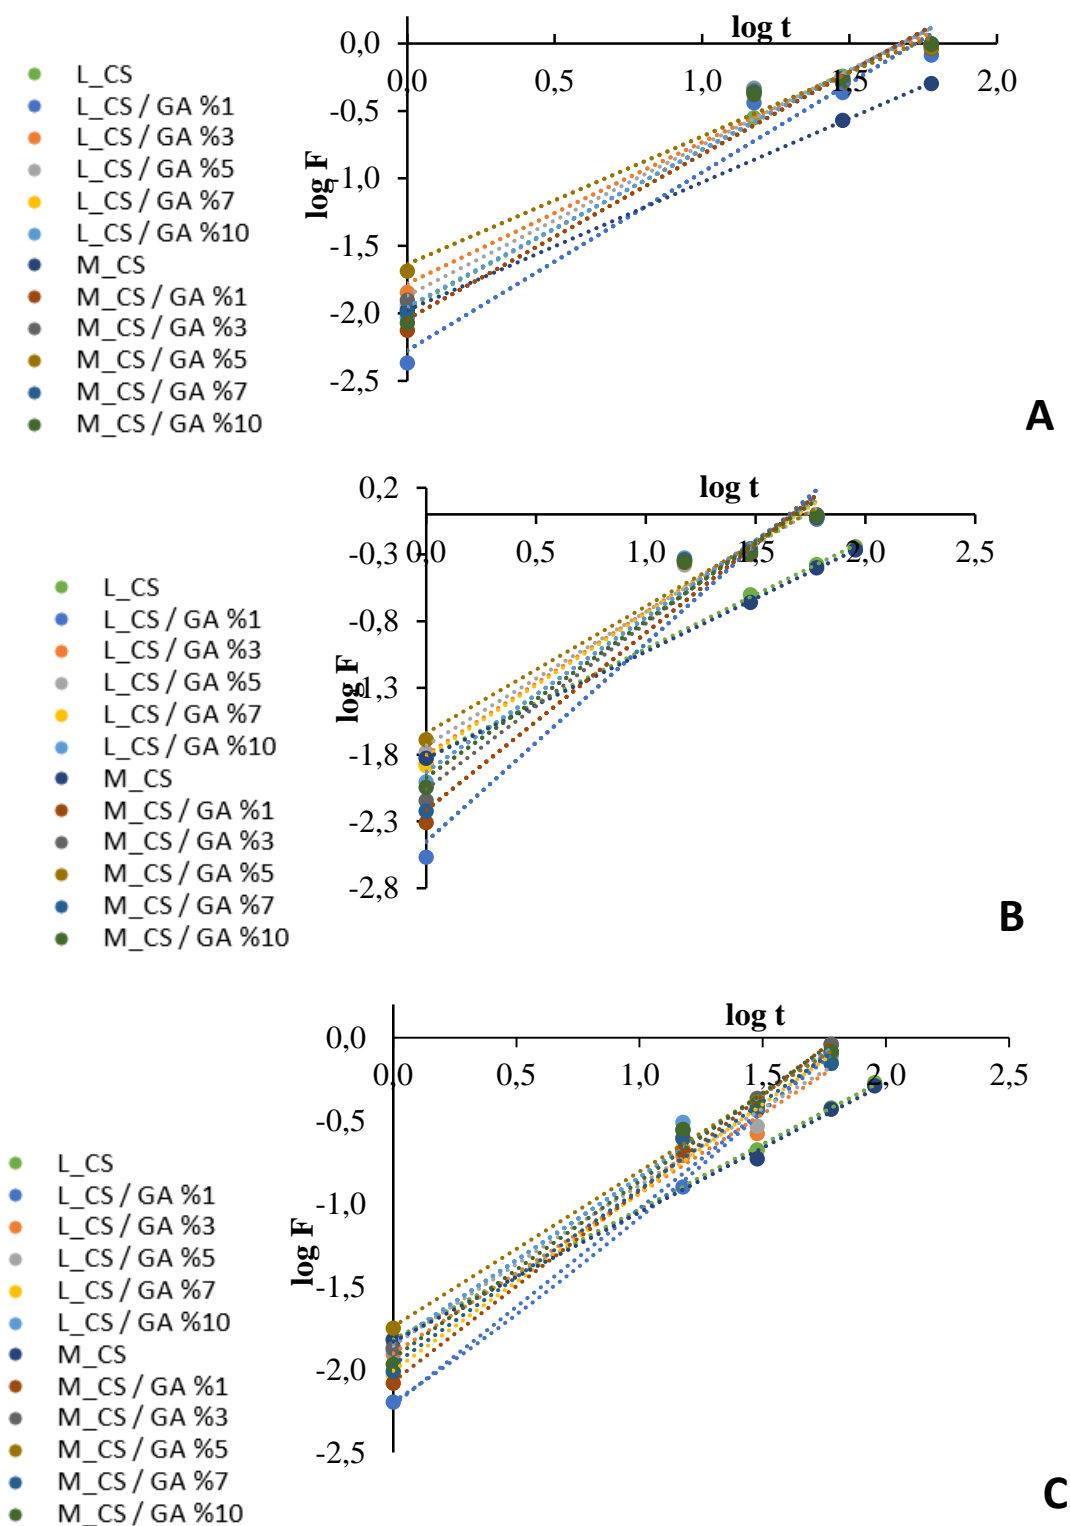 log t
0,0
0,0 0,5 1,0 1,5 2,0
-0,5
-1,0
-1,5
-2,0
-2,5
log F
L_CS
L_CS / GA %1
L_CS / GA %3
L_CS / GA %5
L_CS / GA %7
L_CS / GA %10
M_CS
M_CS / GA %1
M_CS / GA %3
M_CS / GA %5
M_CS / GA %7
M_CS / GA %10
A
0,2
log t
0,0 0,5 1,0 1,5 2,0 2,5
-0,3
-0,8
-1,3
-1,8
-2,3
-2,8
log F
L_CS
L_CS / GA %1
L_CS / GA %3
L_CS / GA %5
L_CS / GA %7
L_CS / GA %10
M_CS
M_CS / GA %1
M_CS / GA %3
M_CS / GA %5
M_CS / GA %7
M_CS / GA %10
B
log t
0,0
0,0 0,5 1,0 1,5 2,0 2,5
-0,5
-1,0
-1,5
-2,0
-2,5
log F
L_CS
L_CS / GA %1
L_CS / GA %3
L_CS / GA %5
L_CS / GA %7
L_CS / GA %10
M_CS
M_CS / GA %1
M_CS / GA %3
M_CS / GA %5
M_CS / GA %7
M_CS / GA %10
C